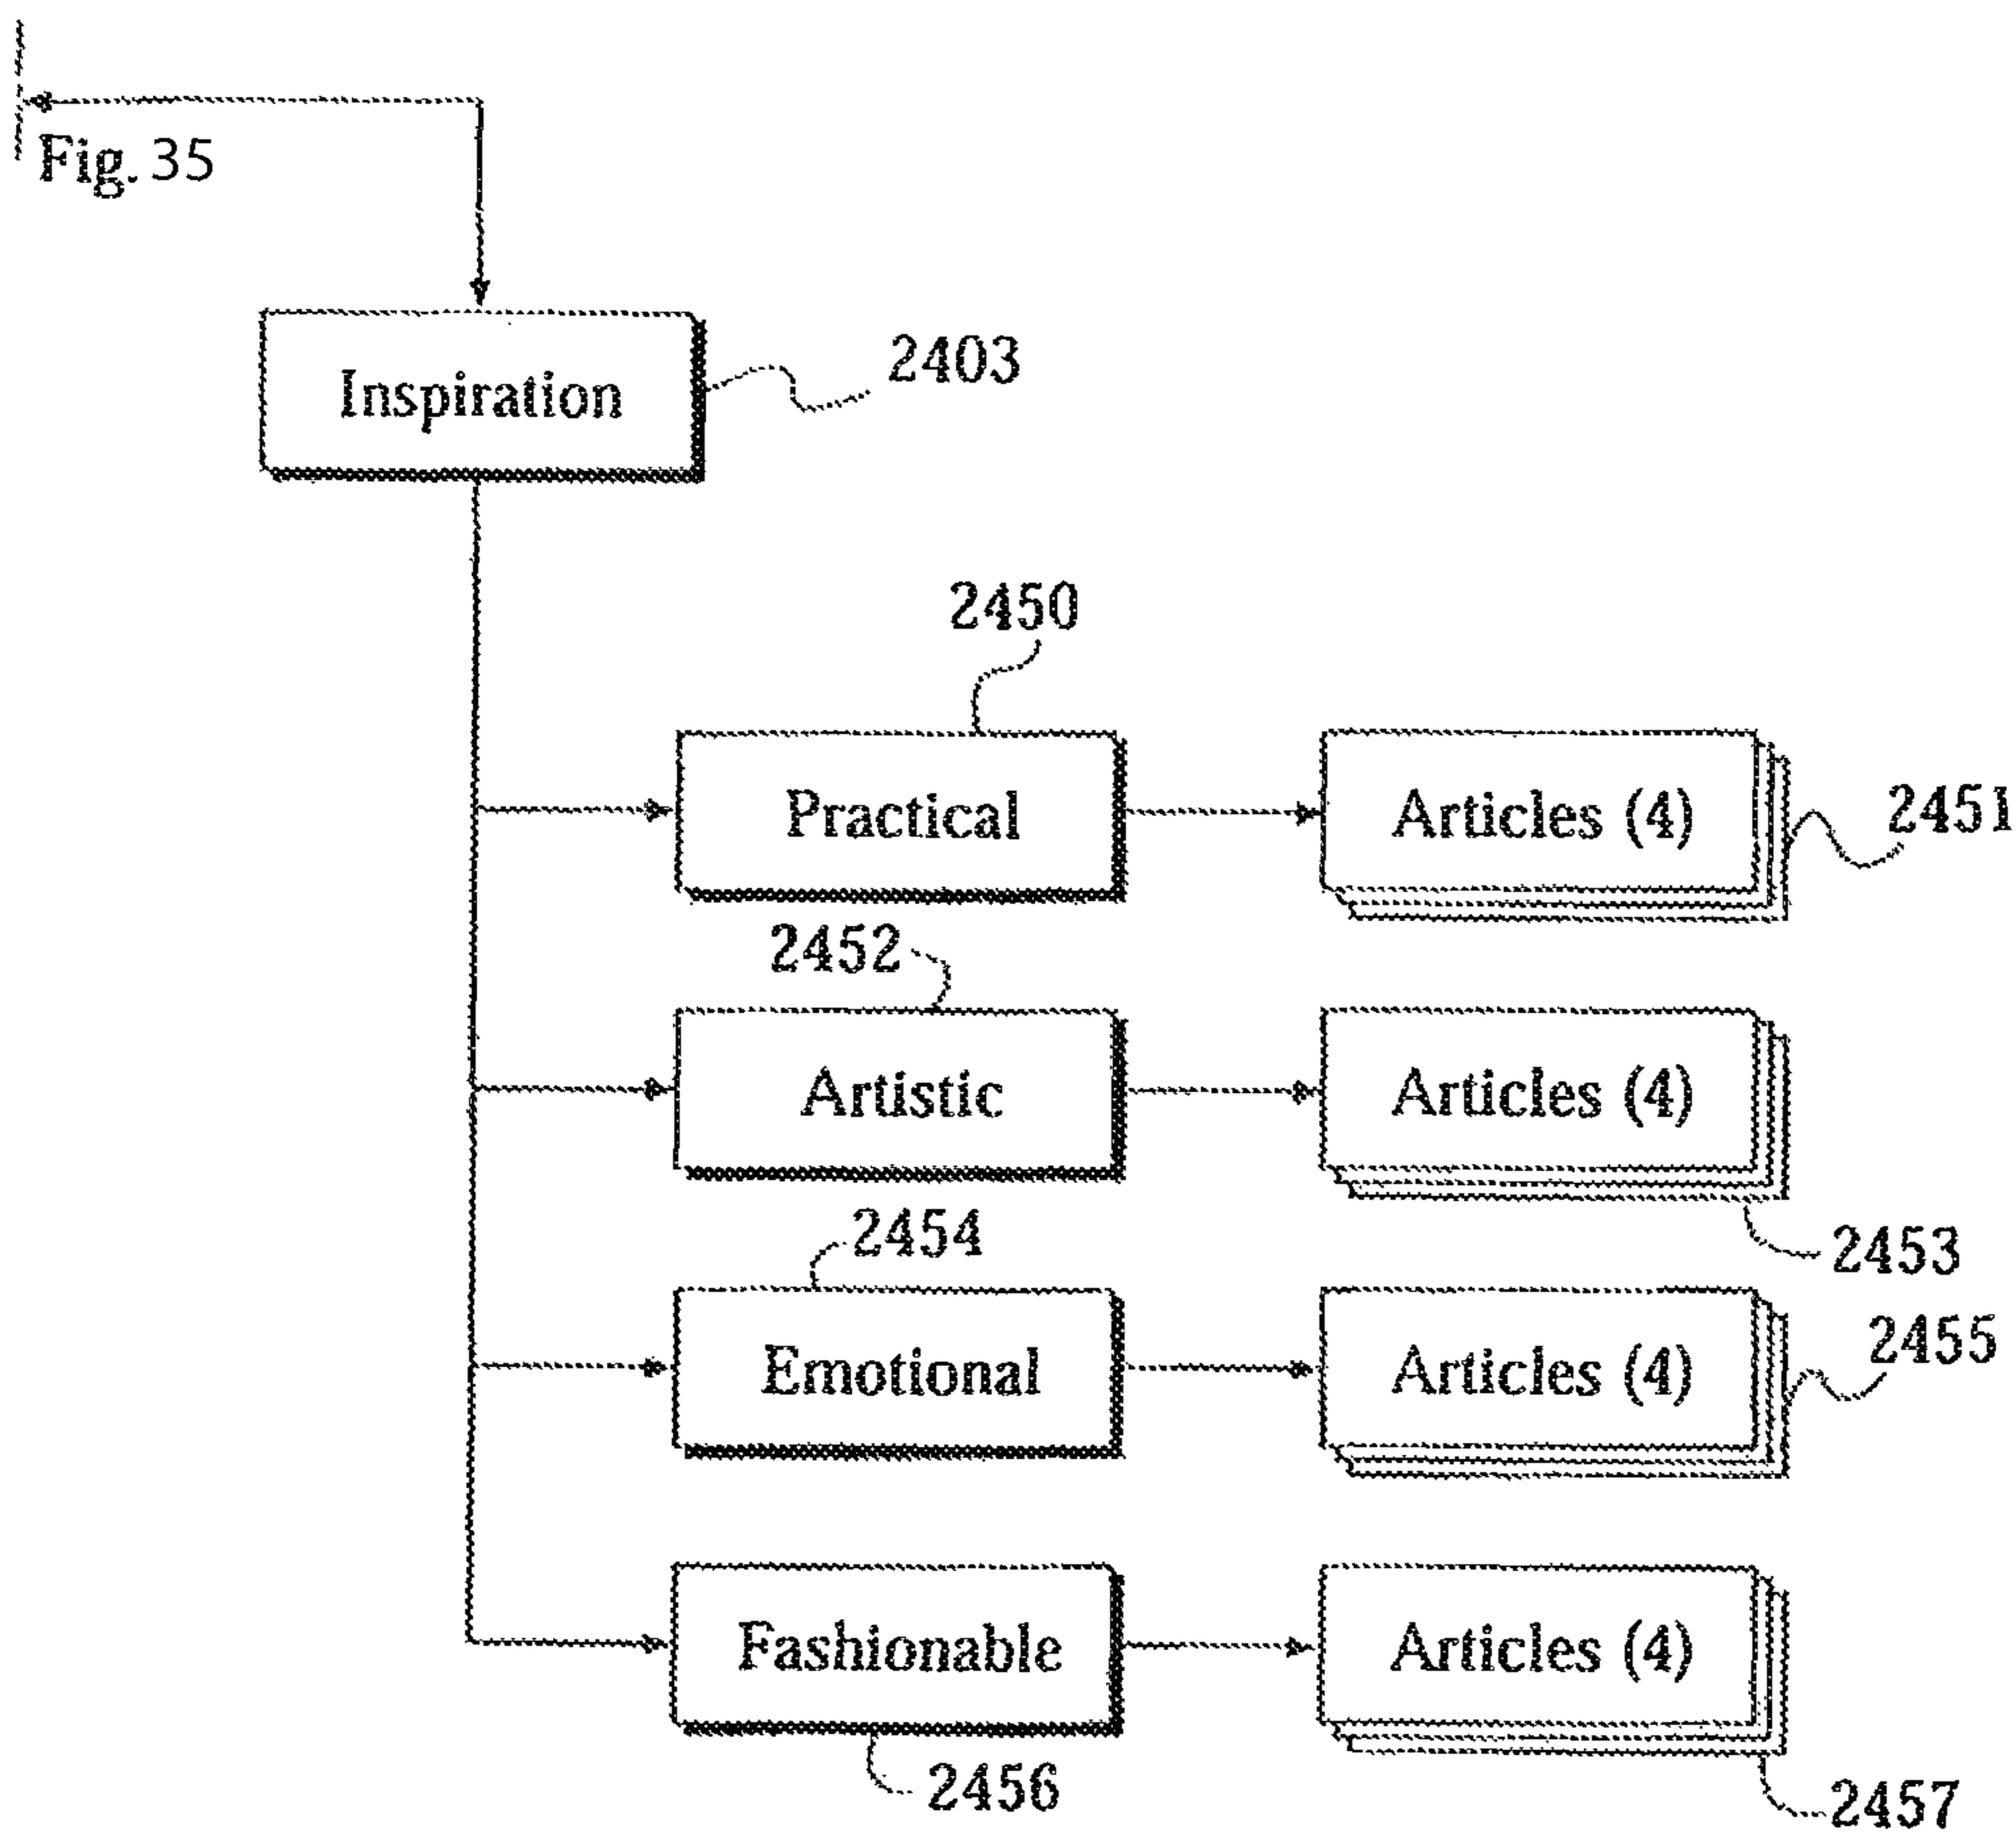 Fig. 35
Inspiration
2403
2450
Practical
Articles (4)
2451
2452
Artistic
Articles (4)
2453
2454
Emotional
Articles (4)
2455
Fashionable
Articles (4)
2456
2457